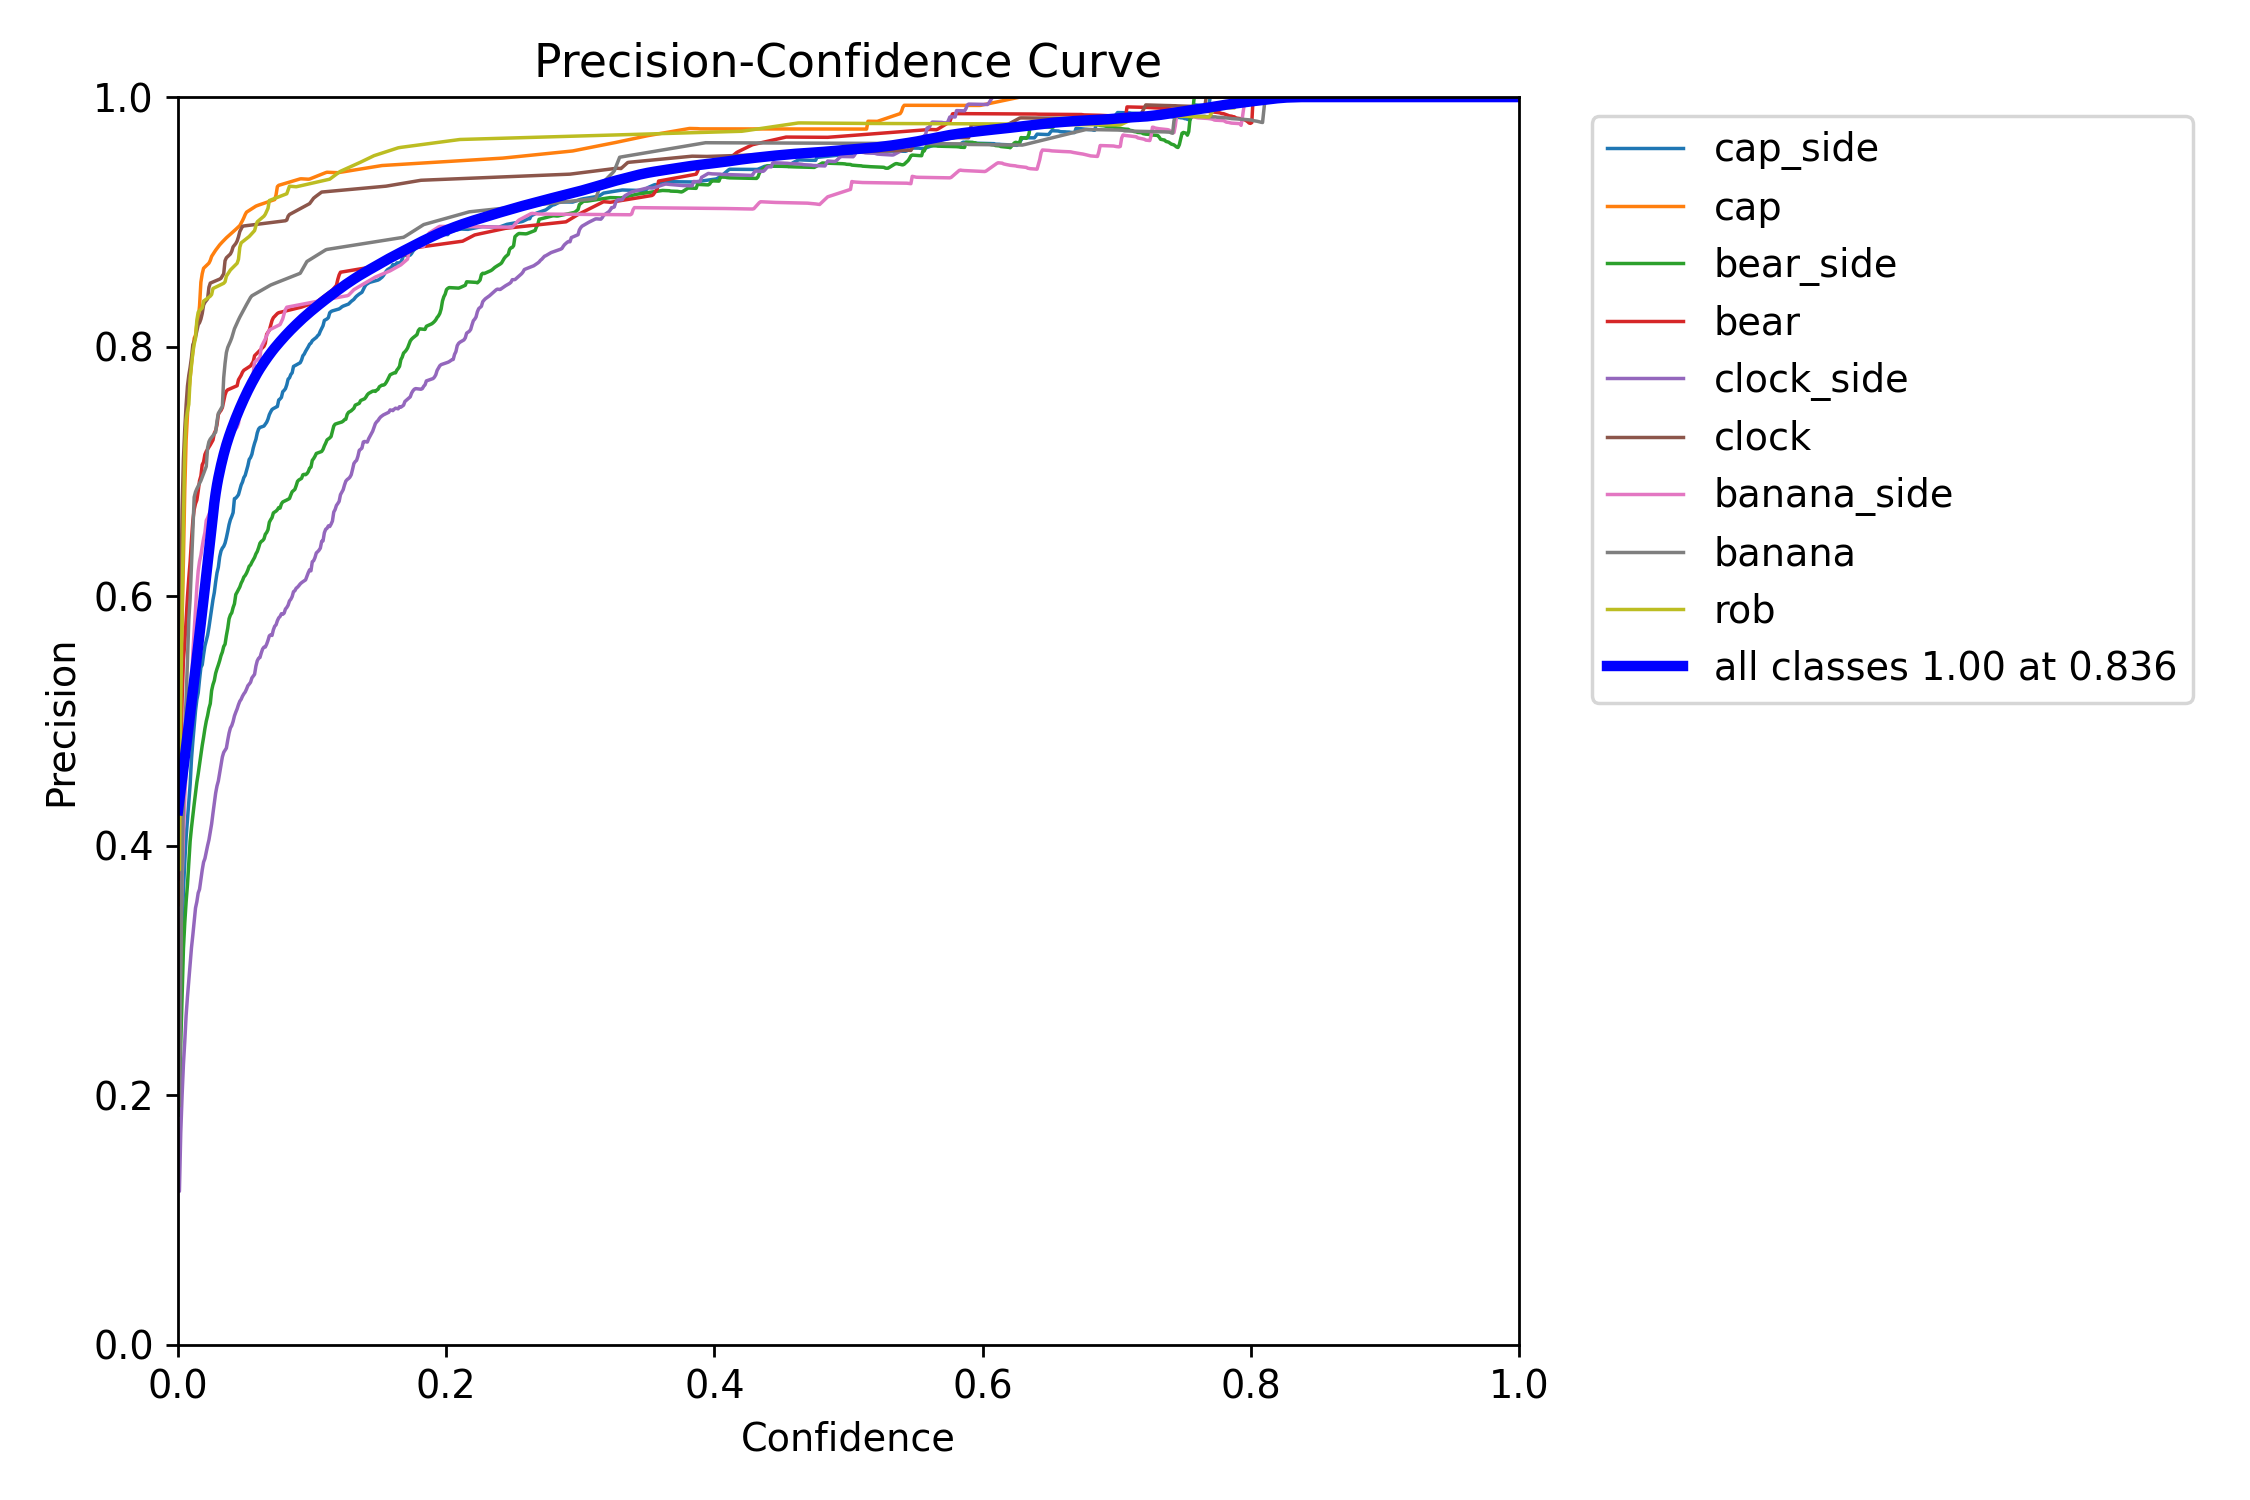 Precision-Confidence Curve
1.0
0.8
0.6
0.4
0.2
0.0
Precision
0.0 0.2 0.4 0.6 0.8 1.0
Confidence
cap_side
cap
bear_side
bear
clock_side
clock
banana_side
banana
rob
all classes 1.00 at 0.836